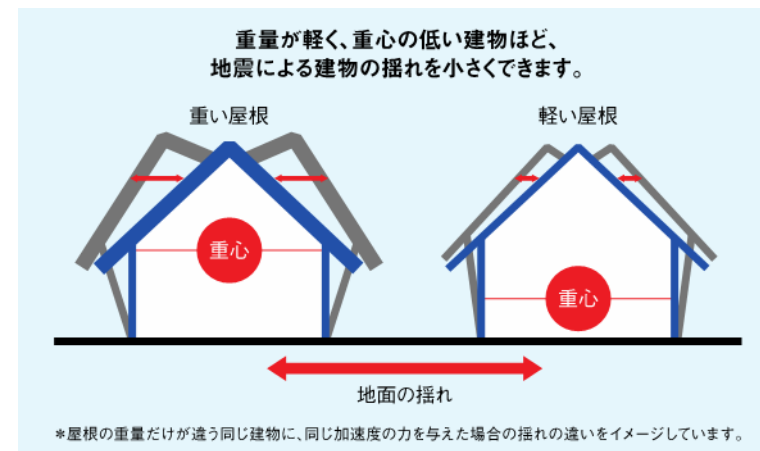 重量が軽く、重心の低い建物ほど、
地震による建物の揺れを小さくできます。
重い屋根
軽い屋根
重心
重心
地面の揺れ
＊屋根の重量だけが違う同じ建物に、同じ加速度の力を与えた場合の揺れの違いをイメージしています。